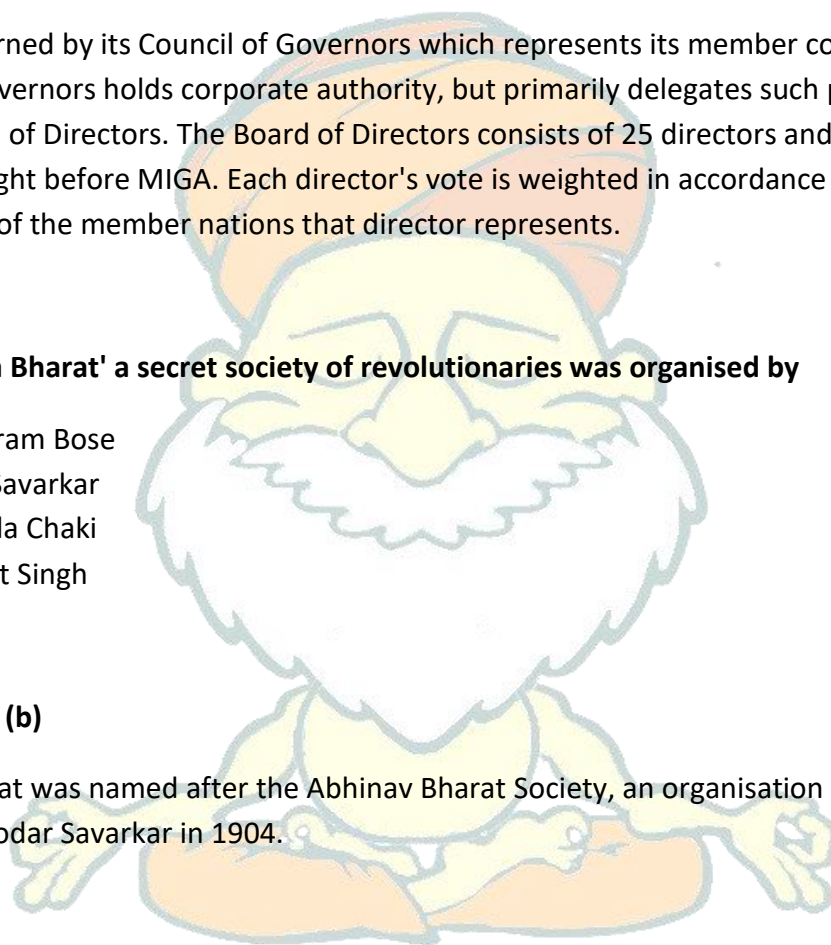 rned by its Council of Governors which represents its member co
vernors holds corporate authority, but primarily delegates such p
of Directors. The Board of Directors consists of 25 directors and
ght before MIGA. Each director's vote is weighted in accordance
of the member nations that director represents.
Bharat' a secret society of revolutionaries was organised by
ram Bose
Savarkar
la Chaki
t Singh
(b)
at was named after the Abhinav Bharat Society, an organisation
odar Savarkar in 1904.